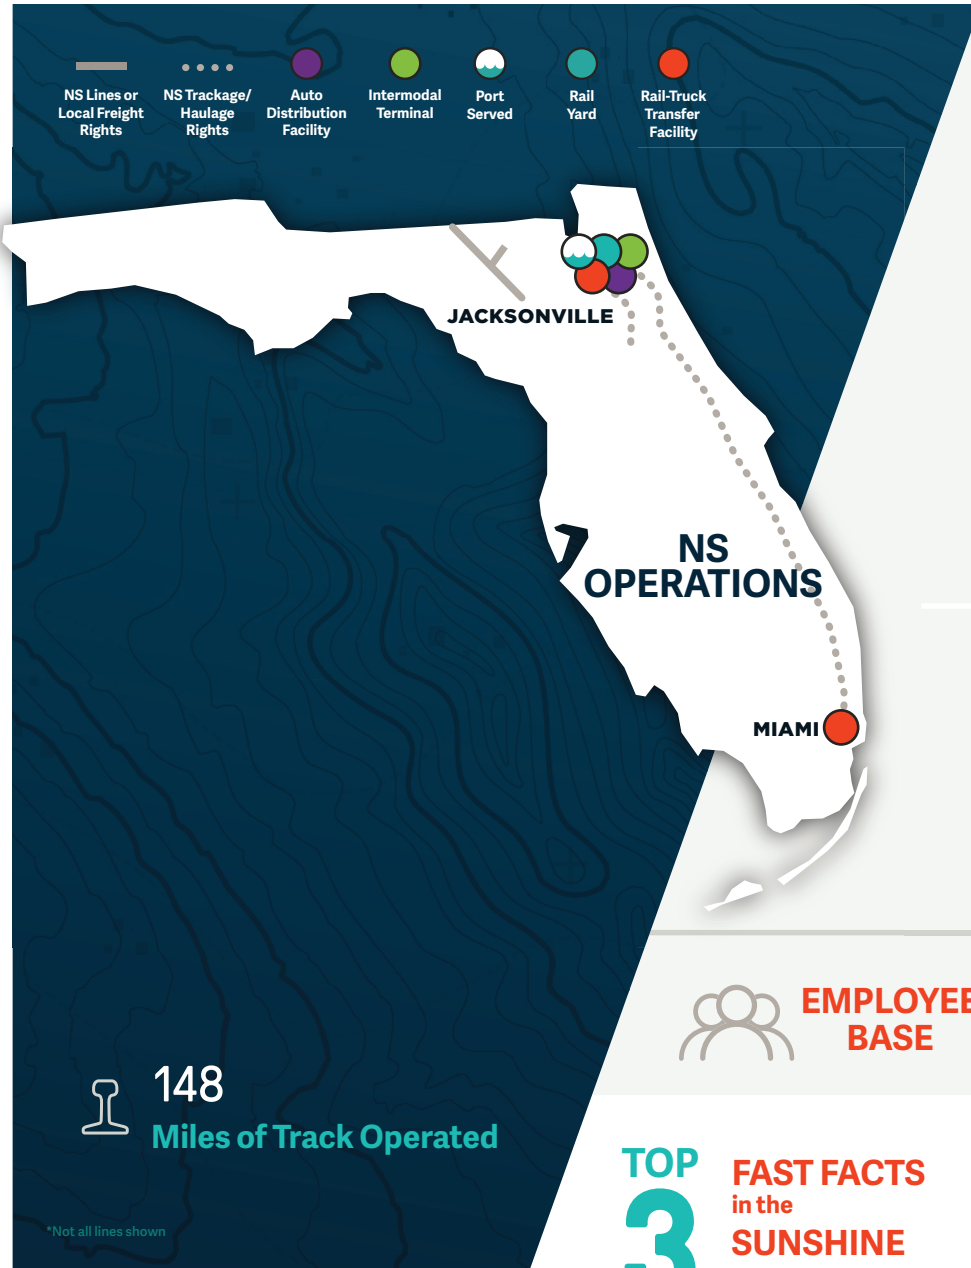 NS Lines or
Local Freight
Rights
NS Trackage/
Haulage
Rights
Auto
Distribution
Facility
Intermodal
Terminal
Port
Served
Rail
Yard
Rail-Truck
Transfer
Facility
JACKSONVILLE
NS
OPERATIONS
MIAMI
EMPLOYEE
BASE
148
Miles of Track Operated
TOP
3
FAST FACTS
in the
SUNSHINE
*Not all lines shown